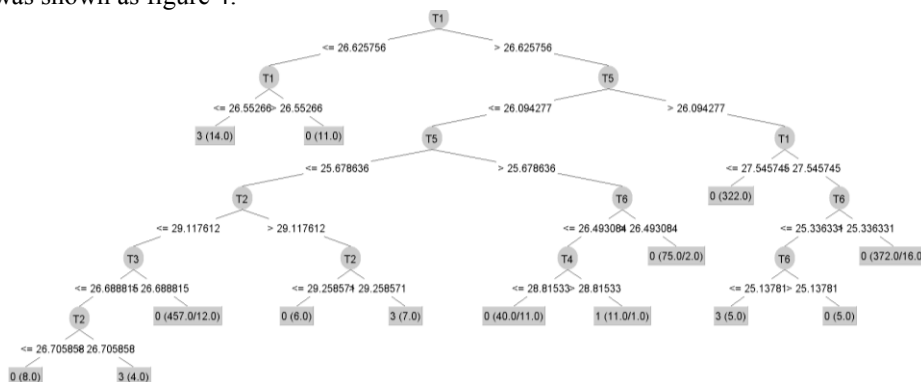 was shown as figure 4.
T1
<= 26.625756 > 26.625756
T1 T5
<= 26.55266 > 26.55266 <= 26.094277 > 26.094277
3 (14.0) 0 (11.0) T5 T1
<= 25.678636 > 25.678636 <= 27.545745 27.545745
T2 T6 0 (322.0) T6
<= 29.117612 > 29.117612 <= 26.493084 26.493084 <= 25.336331 25.336331
T3 T2 T4 0 (75.0/2.0) T6 0 (372.0/16.0)
<= 26.688815 26.688815 <= 29.258571 29.258571 <= 28.81533 > 28.81533 <= 25.13781 > 25.13781
T2 0 (457.0/12.0) 0 (6.0) 3 (7.0) 0 (40.0/11.0) 1 (11.0/1.0) 3 (5.0) 0 (5.0)
<= 26.705858 26.705858
0 (8.0) 3 (4.0)